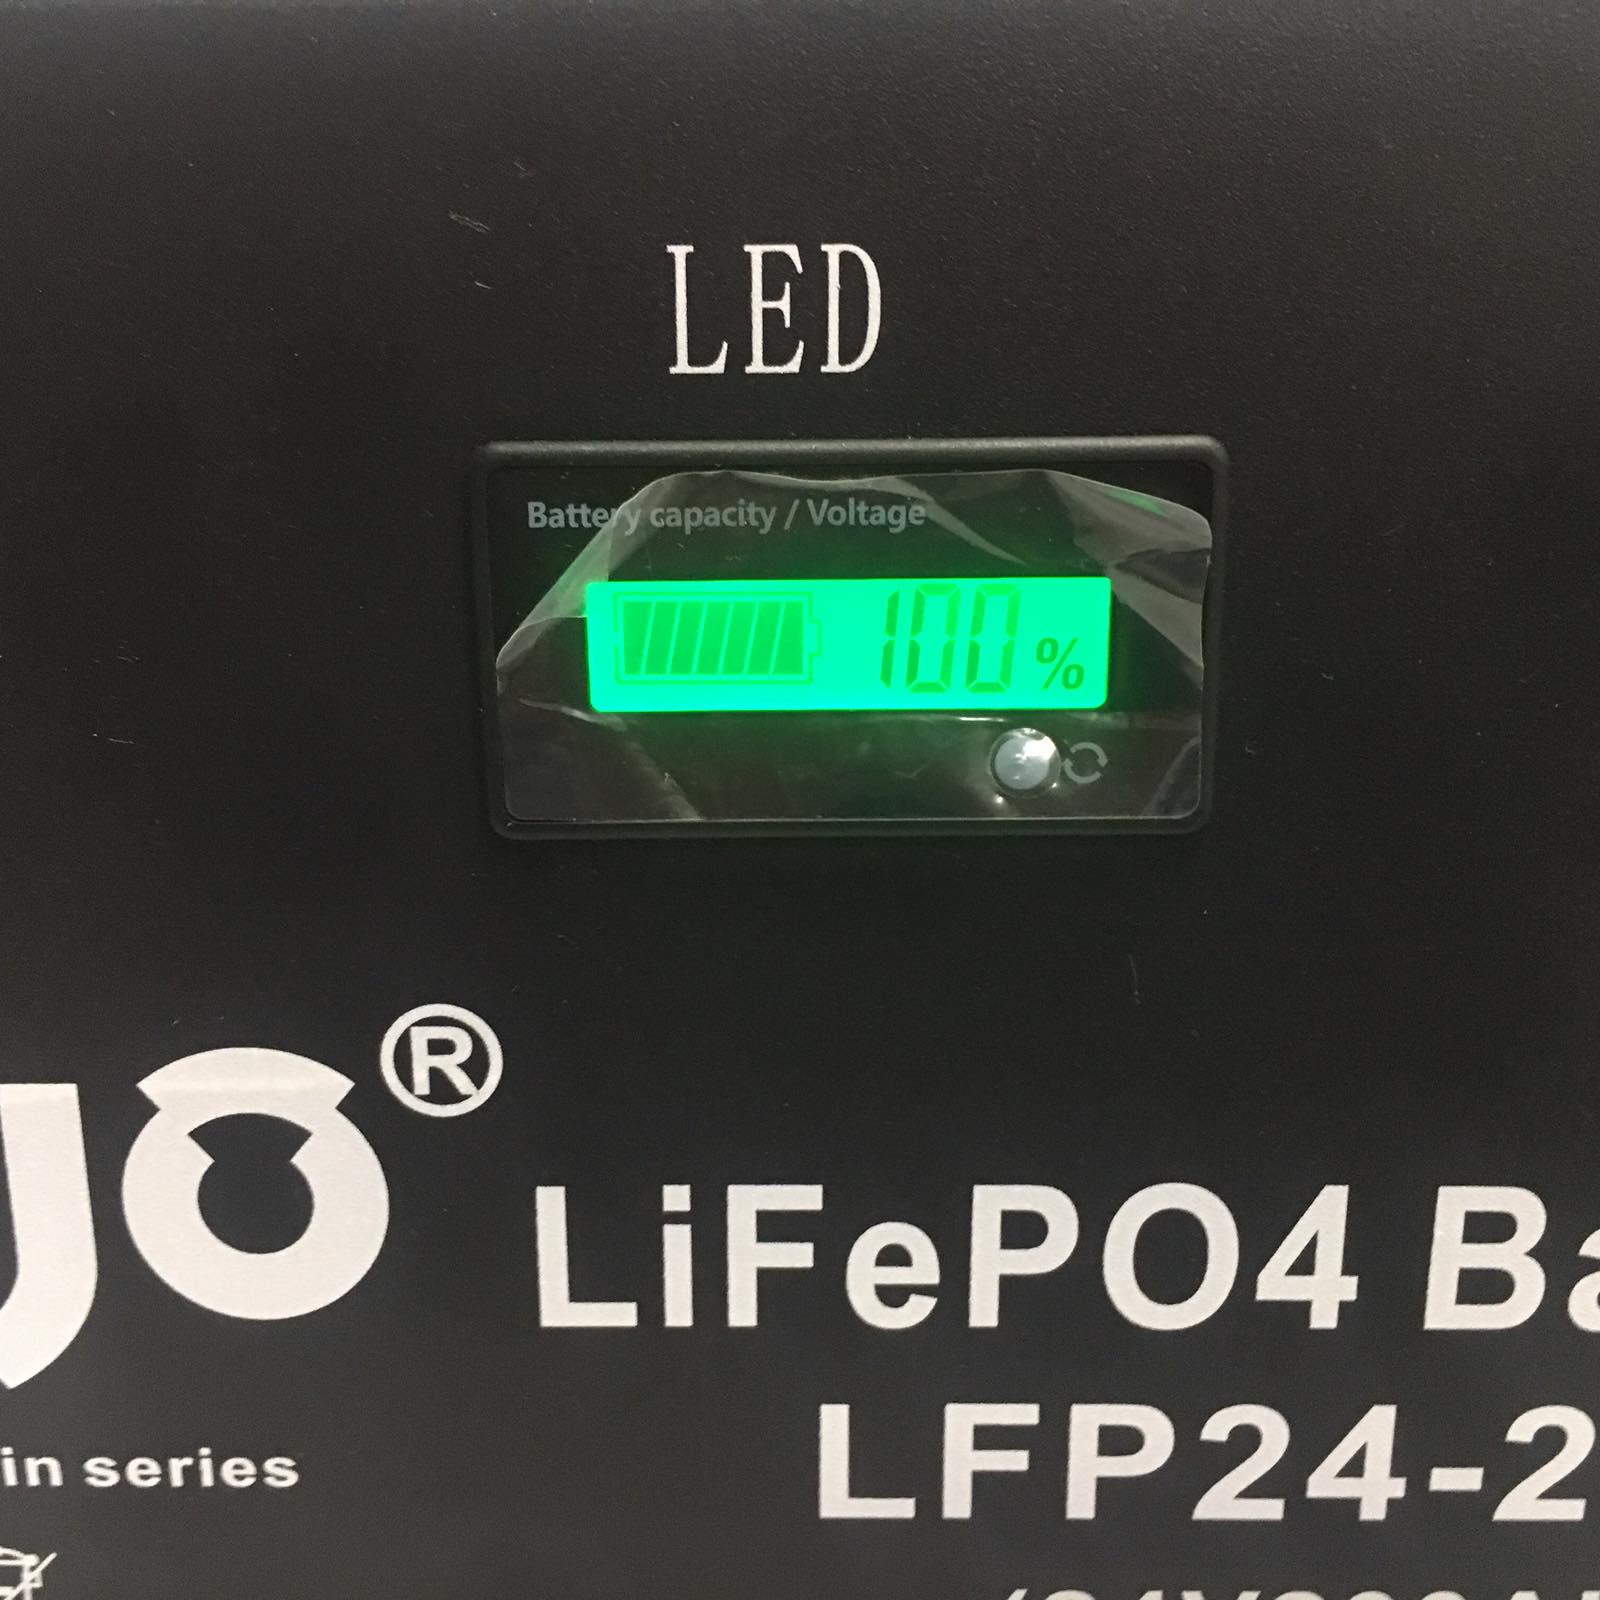 LED
Battery capacity / Voltage
100 %
®
LiFePO4 Ba
LFP24-2
in series